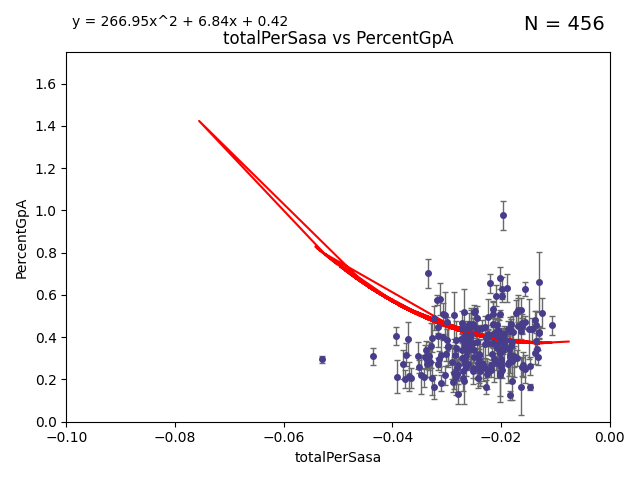 y = 266.95x^2 + 6.84x + 0.42
N = 456
totalPerSasa vs PercentGpA
PercentGpA
1.6
1.4
1.2
1.0
0.8
0.6
0.4
0.2
0.0
−0.10 −0.08 −0.06 −0.04 −0.02 0.00
totalPerSasa